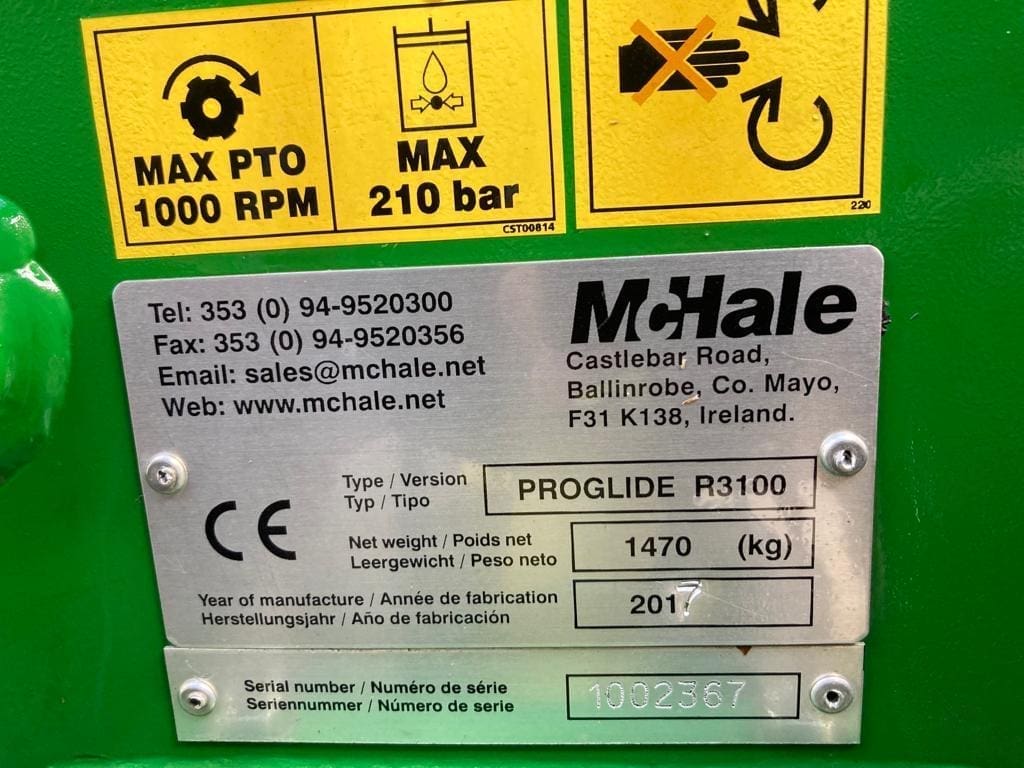 MAX PTO
1000 RPM
MAX
210 bar
CST00814
220
Tel: 353 (0) 94-9520300
Fax: 353 (0) 94-9520356
Email: sales@mchale.net
Web: www.mchale.net
McHale
Castlebar Road,
Ballinrobe, Co. Mayo,
F31 K138, Ireland.
CE
Type / Version
Typ / Tipo
PROGLIDE R3100
Net weight / Poids net
Leergewicht / Peso neto
1470 (kg)
Year of manufacture / Année de fabrication
Herstellungsjahr / Año de fabricación
2017
Serial number / Numéro de série
Seriennummer / Número de serie
1002367